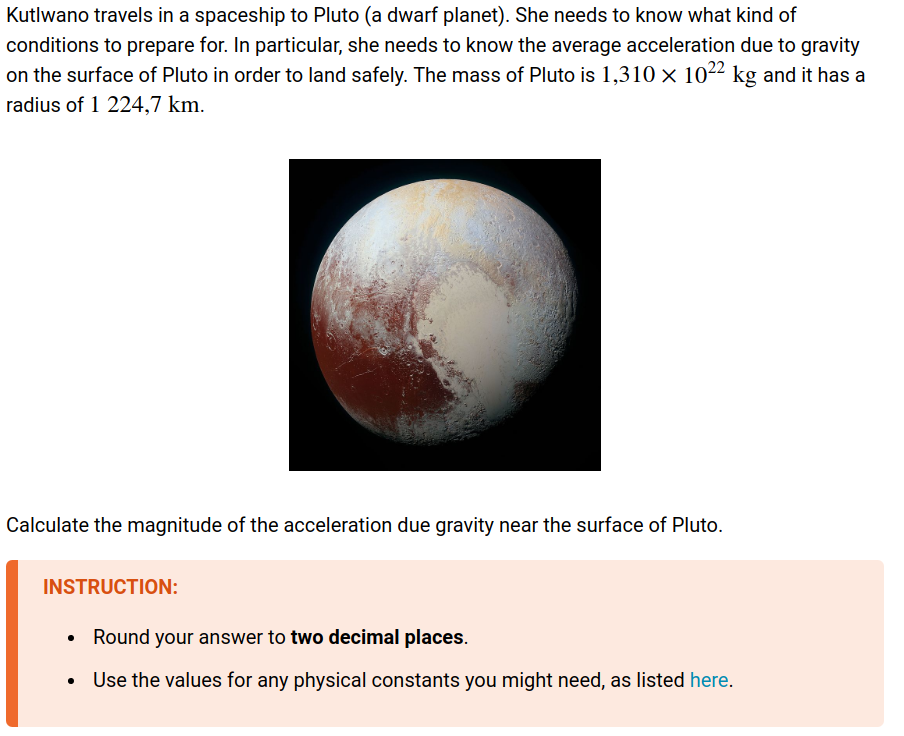 Kutlwano travels in a spaceship to Pluto (a dwarf planet). She needs to know what kind of
conditions to prepare for. In particular, she needs to know the average acceleration due to gravity
on the surface of Pluto in order to land safely. The mass of Pluto is 1,310 × 10²² kg and it has a
radius of 1 224,7 km.
Calculate the magnitude of the acceleration due gravity near the surface of Pluto.
INSTRUCTION:
• Round your answer to two decimal places.
• Use the values for any physical constants you might need, as listed here.